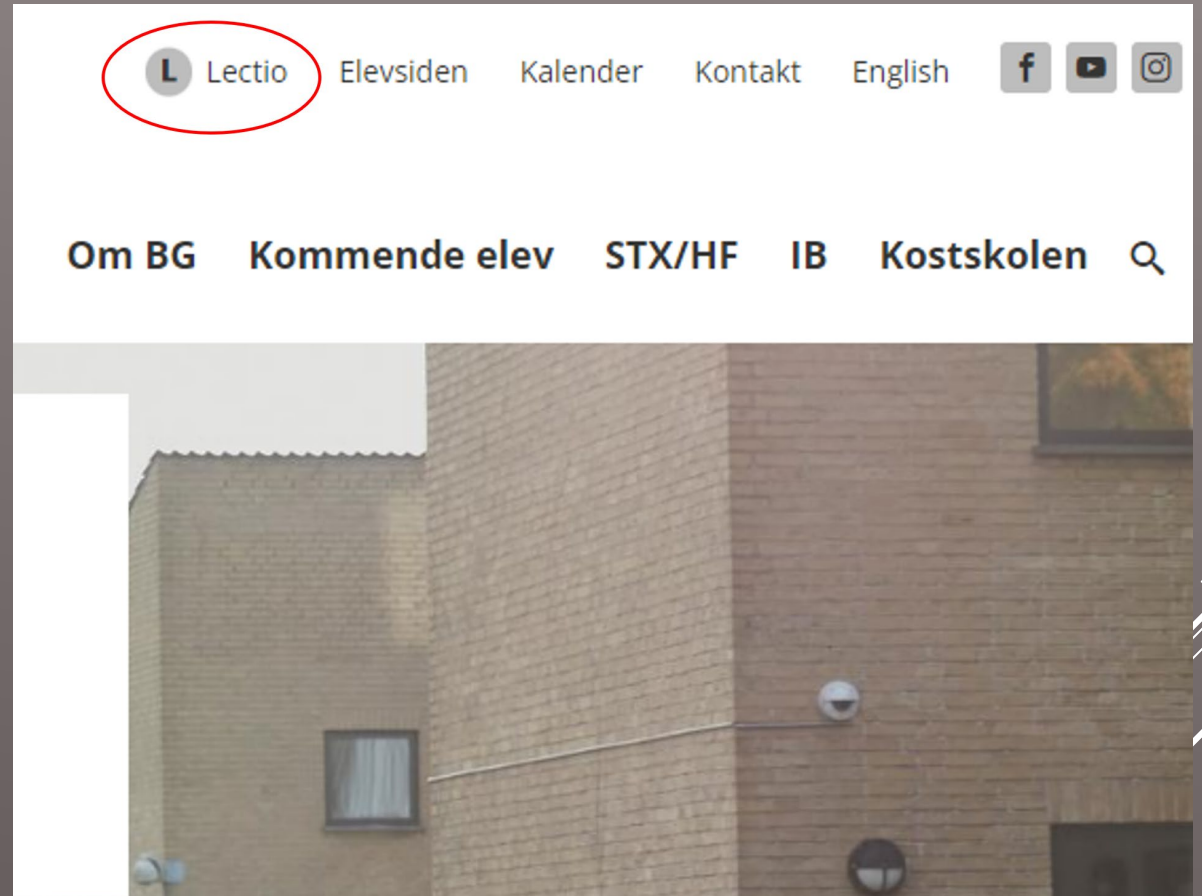 L Lectio Elevsiden Kalender Kontakt English f
Om BG Kommende elev STX/HF IB Kostskolen